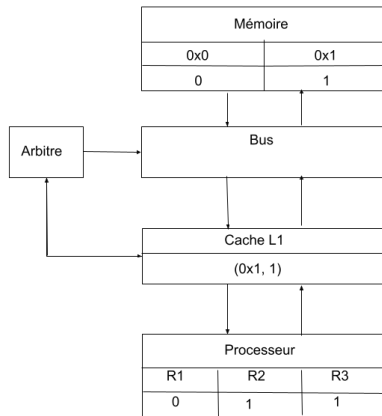 Mémoire
0x0 0x1
0 1
Bus
Arbitre
Cache L1
(0x1, 1)
Processeur
R1 R2 R3
0 1 1